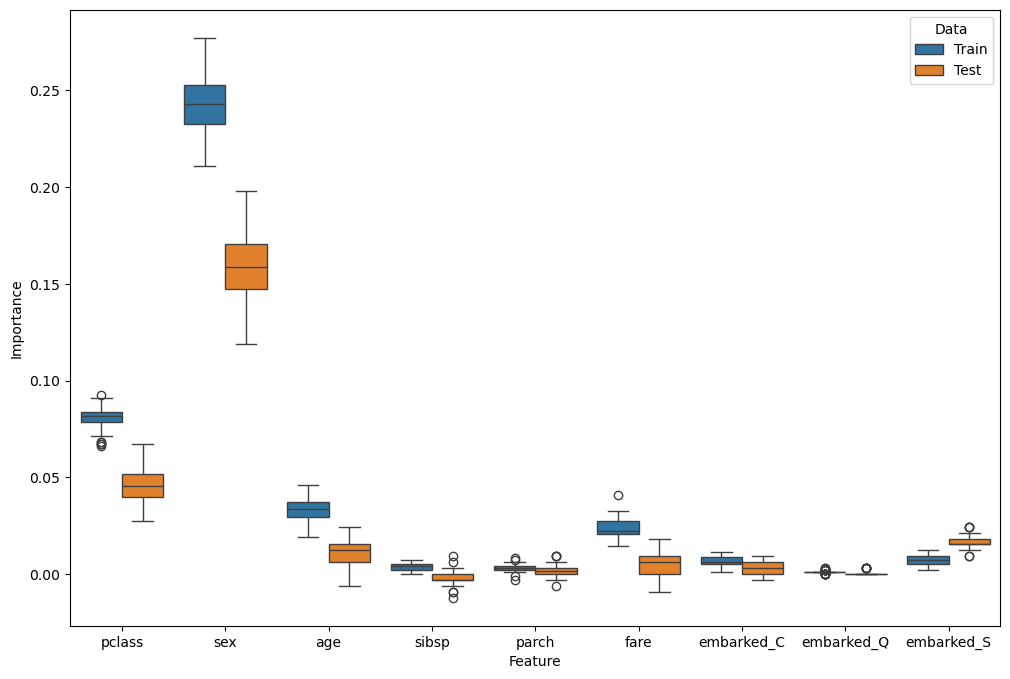 Data
Train
Test
0.25
0.20
0.15
0.10
0.05
0.00
Importance
pclass sex age sibsp parch fare embarked_C embarked_Q embarked_S
Feature